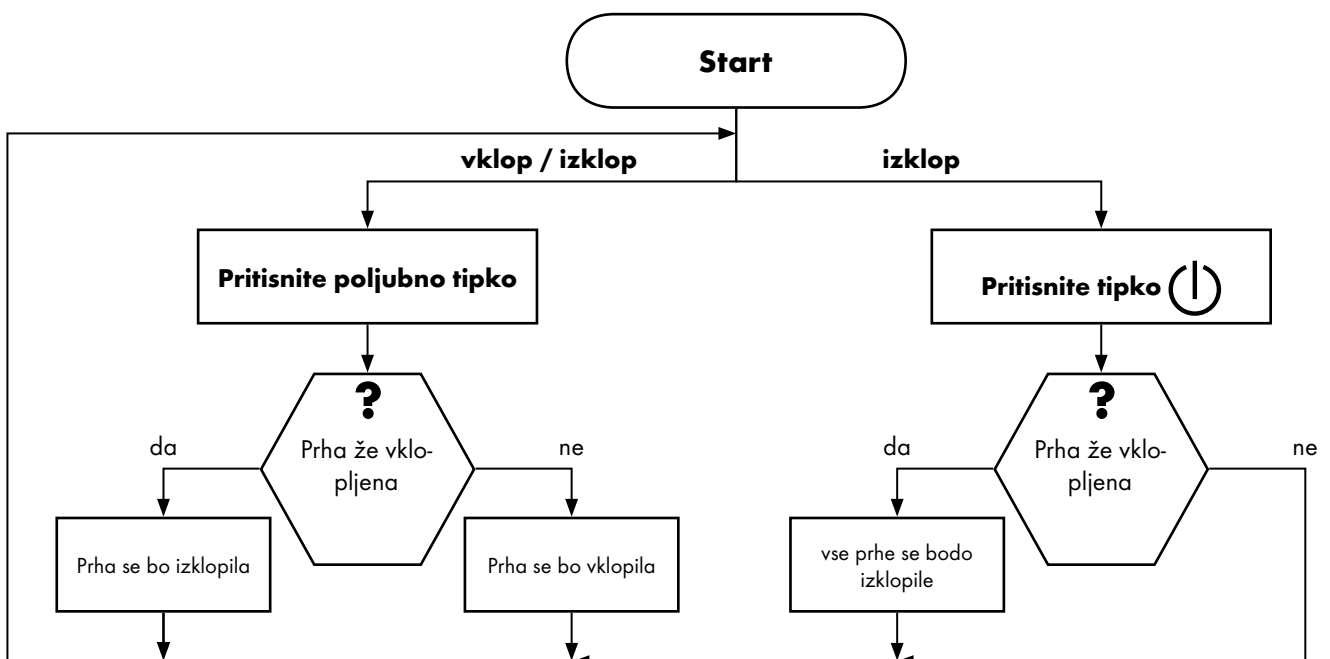 Start
vklop / izklop
izklop
Pritisnite poljubno tipko
Pritisnite tipko
?
Prha že vklo-
pljena
da
ne
?
Prha že vklo-
pljena
da
ne
Prha se bo izklopila
Prha se bo vklopila
vse prhe se bodo
izklopile